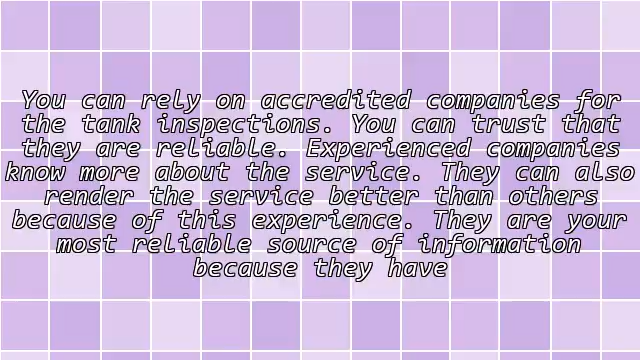 You can rely on accredited companies for
the tank inspections. You can trust that
they are reliable. Experienced companies
know more about the service. They can also
render the service better than others
because of this experience. They are your
most reliable source of information
because they have